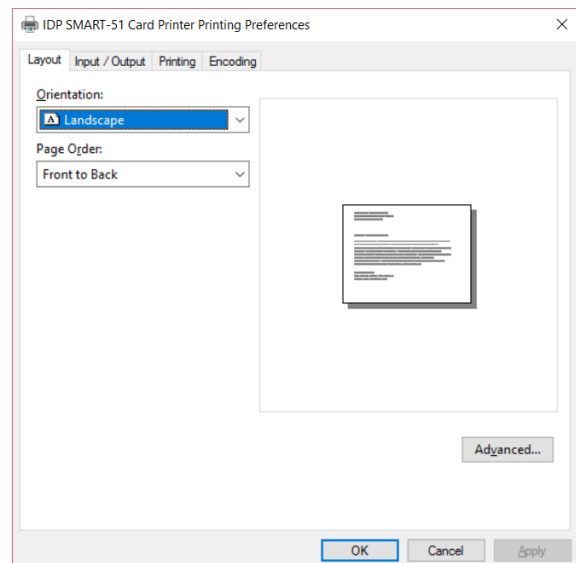 IDP SMART-51 Card Printer Printing Preferences
Layout Input / Output Printing Encoding
Orientation:
A Landscape
Page Order:
Front to Back
Advanced...
OK Cancel Apply